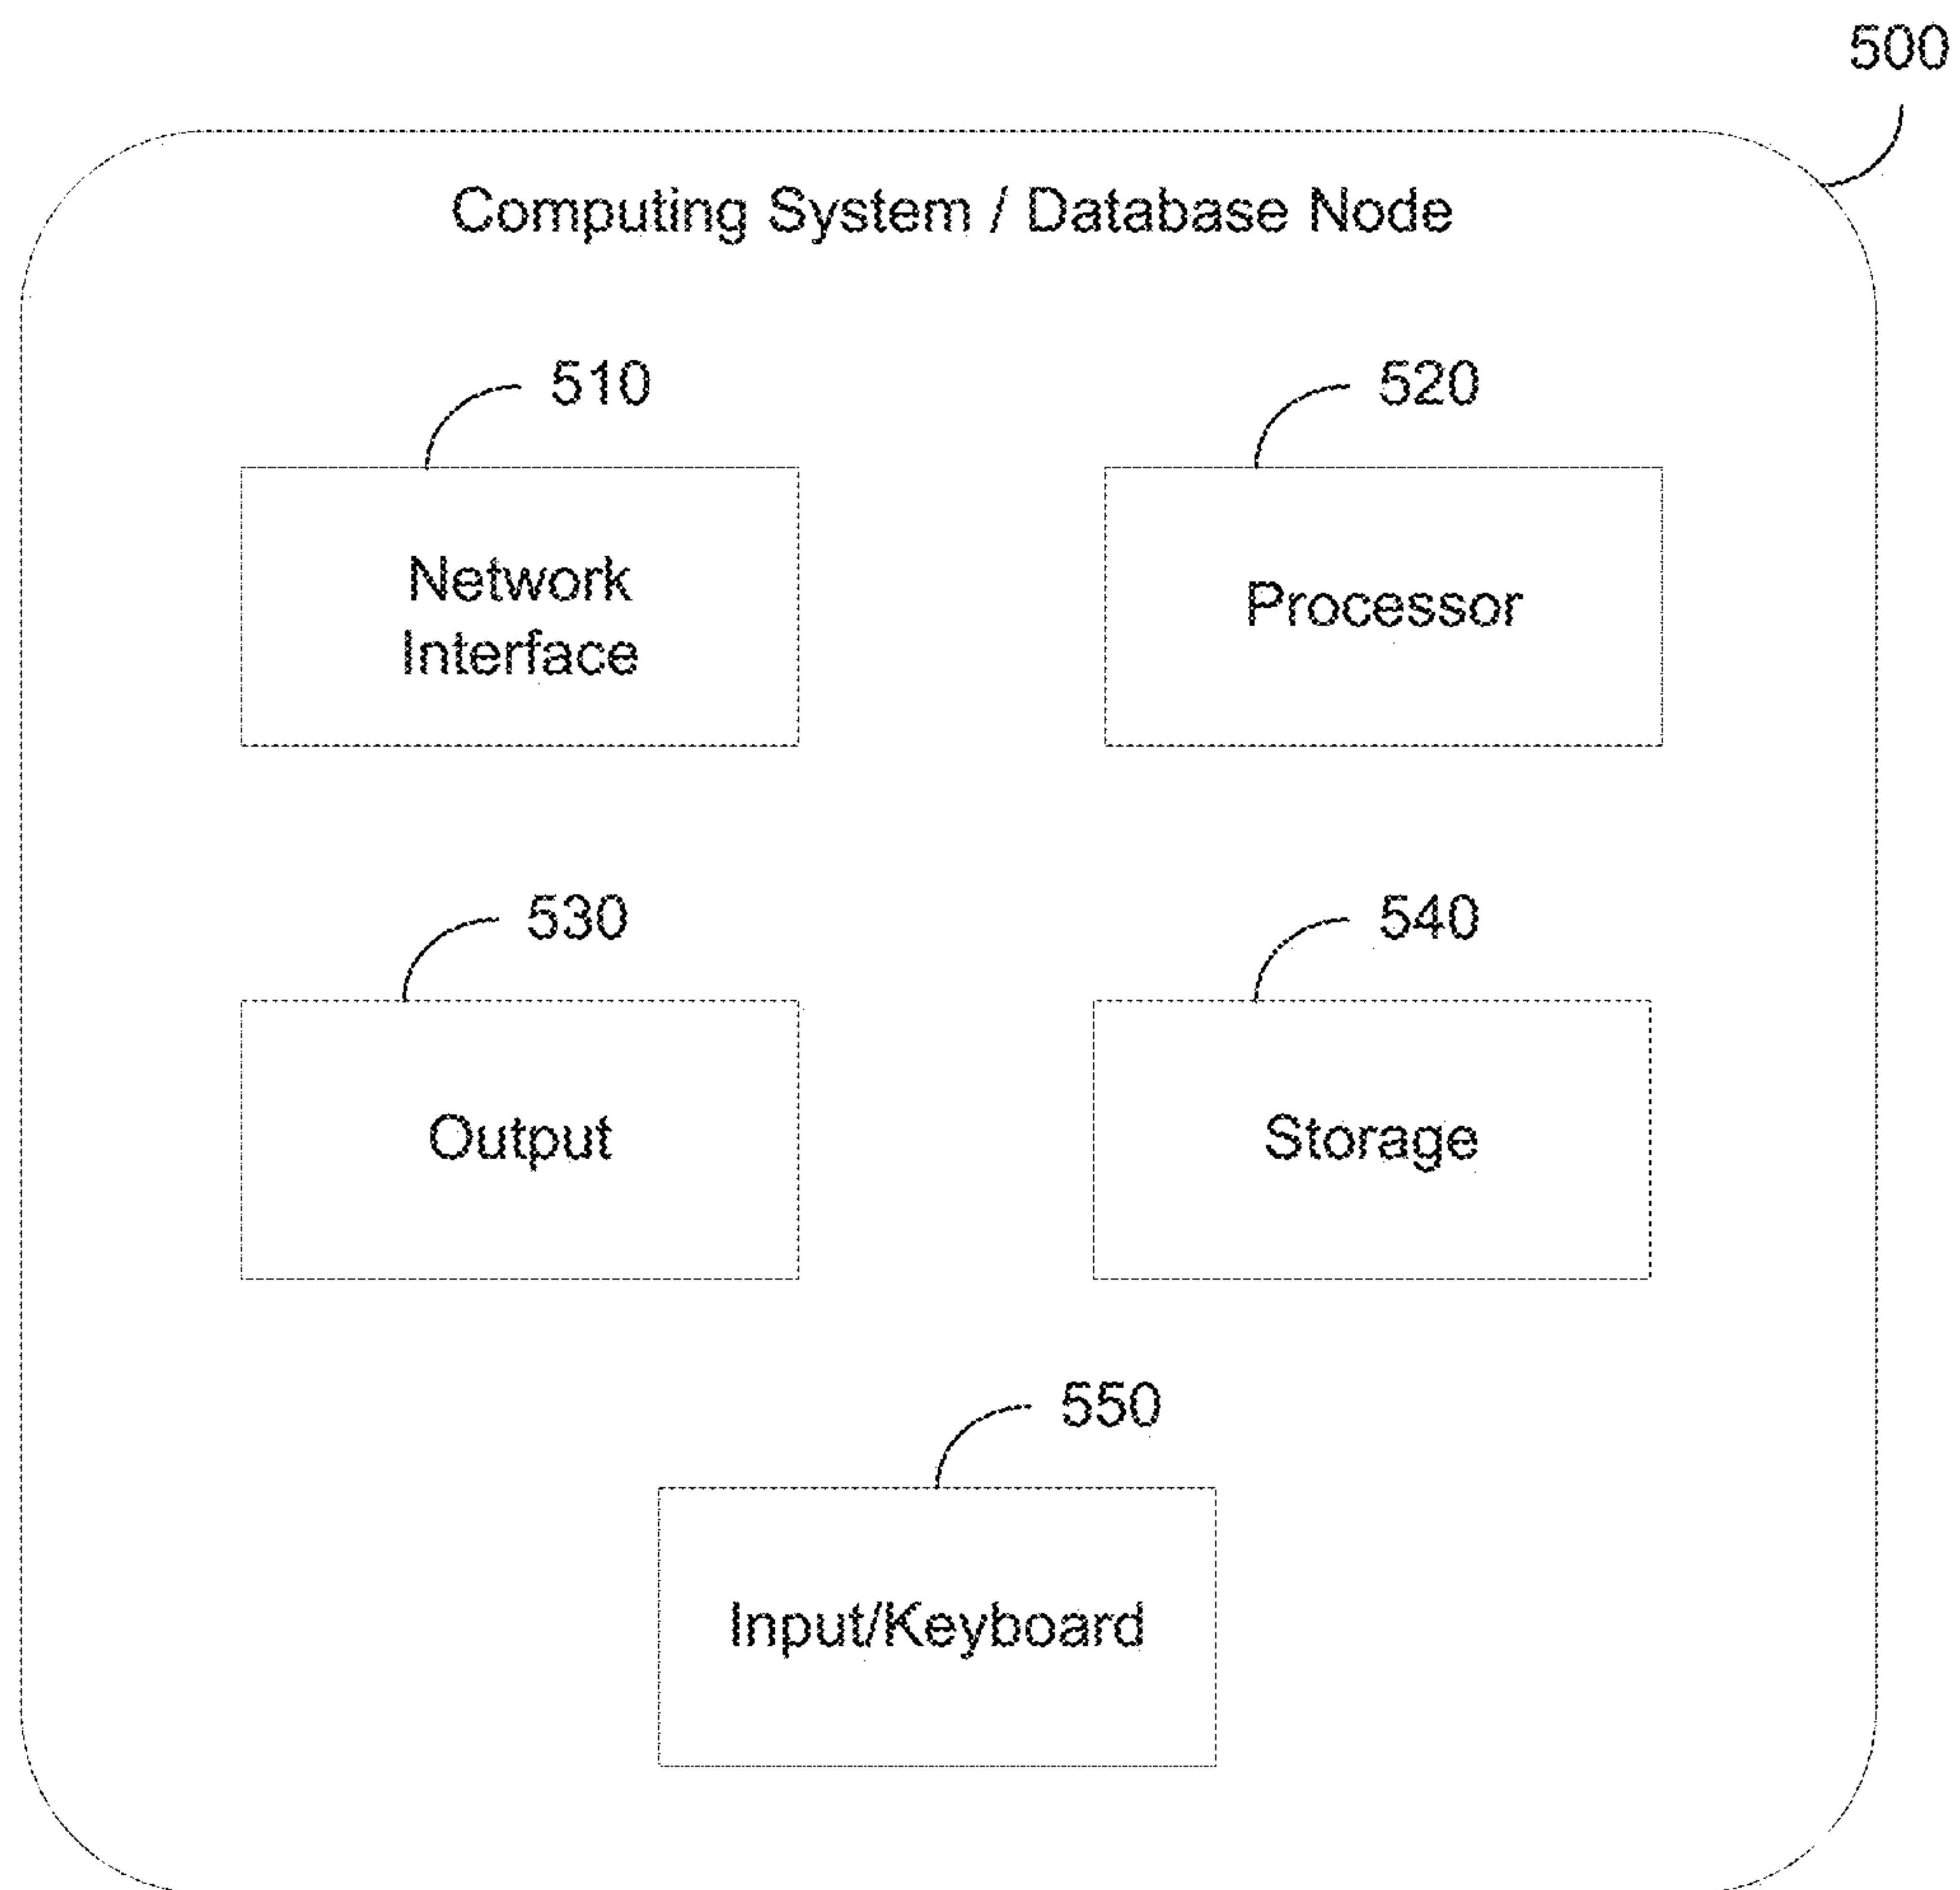 500
Computing System / Database Node
510
520
Network
Interface
Processor
530
540
Output
Storage
550
Input/Keyboard